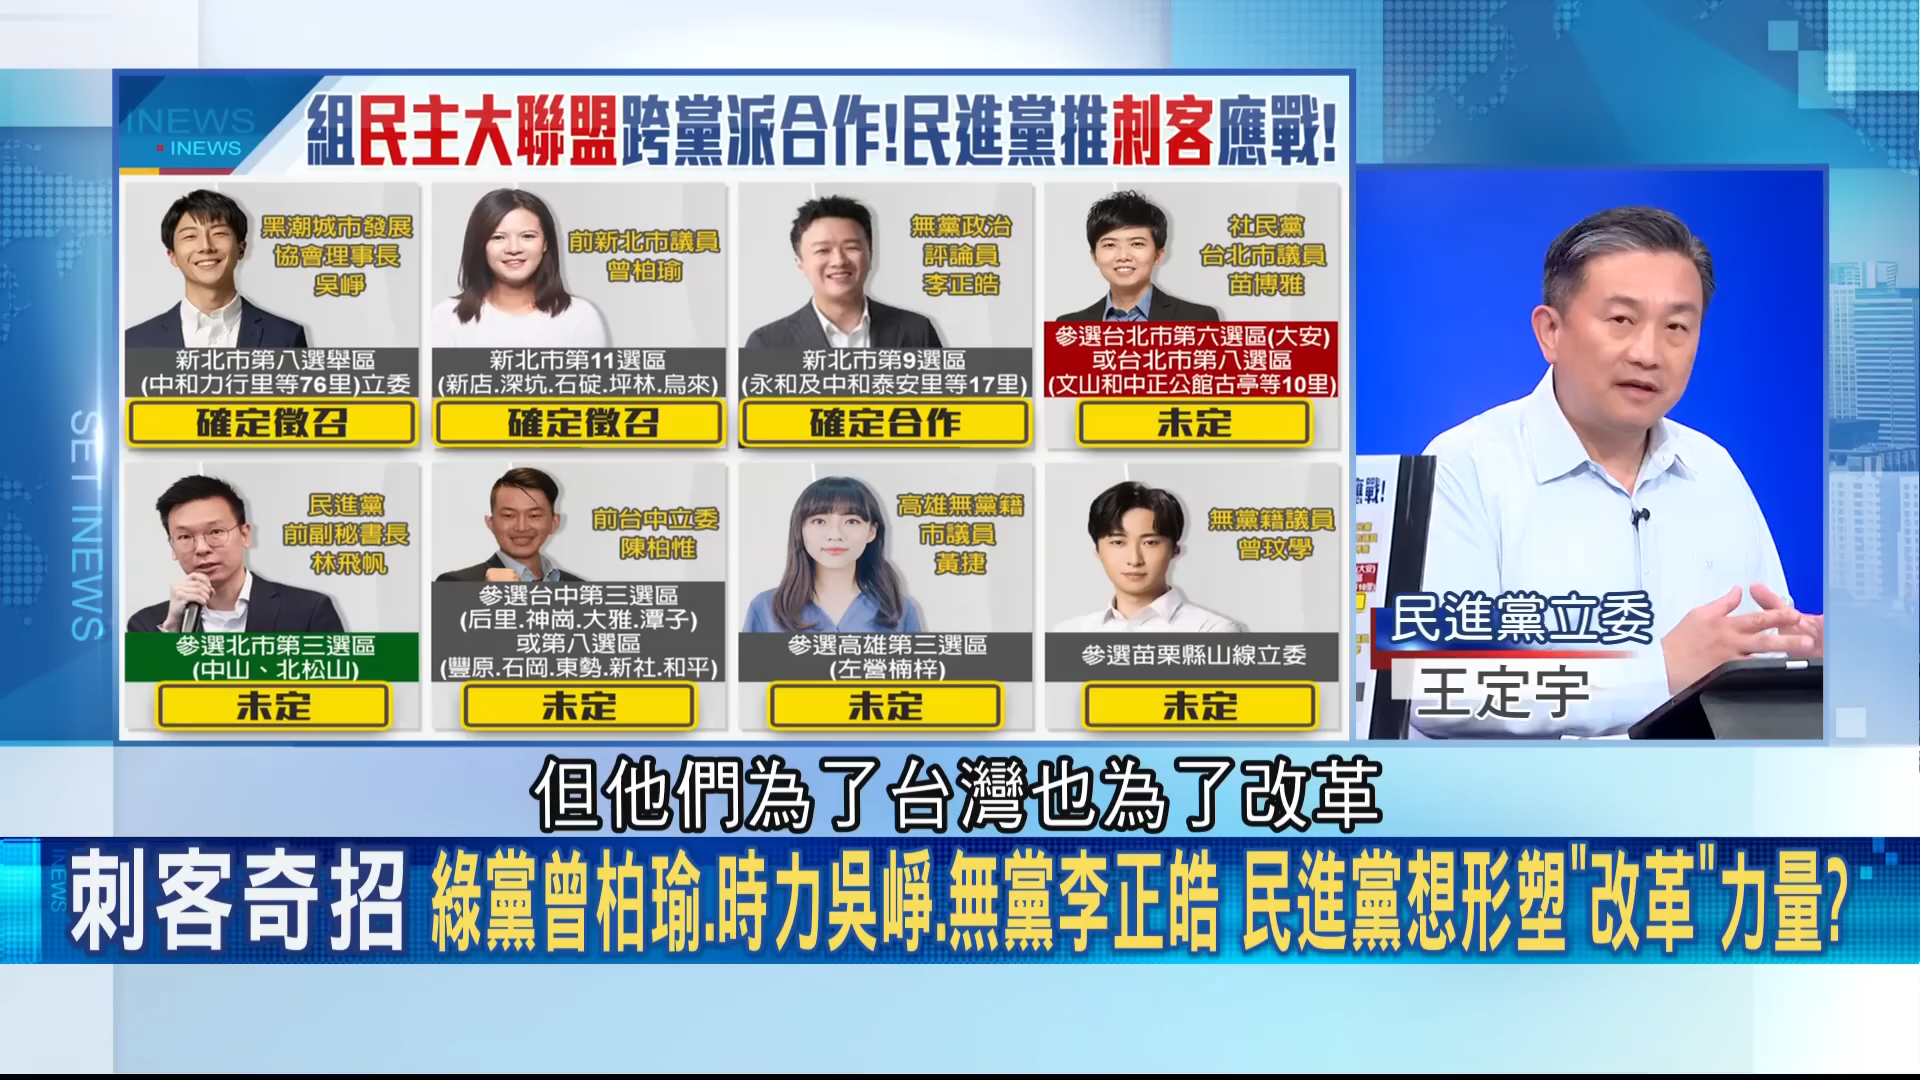 INEWS
INEWS
組民主大聯盟跨黨派合作!民進黨推刺客應戰!
黑潮城市發展
協會理事長
吳崢
新北市第八選舉區
(中和力行里等76里)立委
確定徵召
前新北市議員
曾柏瑜
新北市第11選區
(新店.深坑.石碇.坪林.烏來)
確定徵召
無黨政治
評論員
李正皓
新北市第9選區
(永和及中和泰安里等17里)
確定合作
社民黨
台北市議員
苗博雅
參選台北市第六選區(大安)
或台北市第八選區
(文山和中正公館古亭等10里)
未定
民進黨
前副秘書長
林飛帆
參選北市第三選區
(中山、北松山)
未定
前台中立委
陳柏惟
參選台中第三選區
(后里.神崗.大雅.潭子)
或第八選區
(豐原.石岡.東勢.新社.和平)
未定
高雄無黨籍
市議員
黃捷
參選高雄第三選區
(左營楠梓)
未定
無黨籍議員
曾玟學
參選苗栗縣山線立委
未定
SET INEWS
應戰!
民進黨立委
王定宇
但他們為了台灣也為了改革
INEWS
刺客奇招
綠黨曾柏瑜.時力吳崢.無黨李正皓 民進黨想形塑"改革"力量?